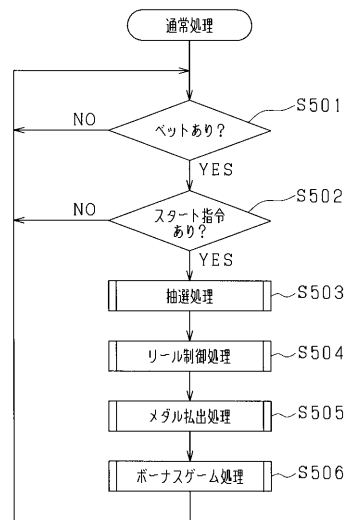 通常処理
S501
ベットあり？
NO
YES
S502
スタート指令
あり？
NO
YES
抽選処理
S503
リール制御処理
S504
メダル払出処理
S505
ボーナスゲーム処理
S506